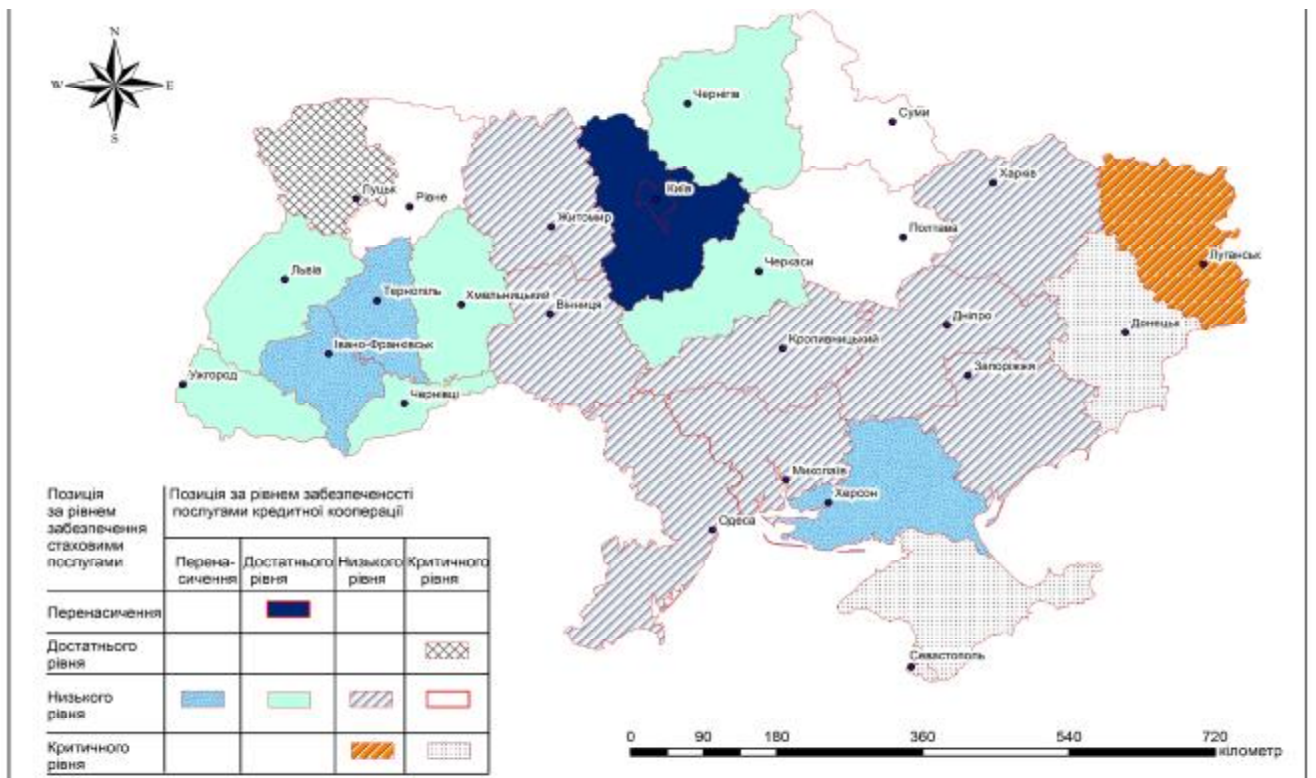 N
W
E
S
Чернігів
Суми
Луцьк
Рівне
Київ
Харків
Житомир
Полтава
Луганськ
Львів
Черкаси
Тернопіль
Хмельницький
Вінниця
Дніпро
Донецьк
Івано-Франківськ
Кропивницький
Запоріжжя
Ужгород
Чернівці
Миколаїв
Херсон
Одеса
Севастополь
Позиція
за рівнем
забезпечення
стаховими
послугами
Позиція за рівнем забезпеченості
послугами кредитної кооперації
Перена-
сичення
Достатнього
рівня
Низького
рівня
Критичного
рівня
Перенасичення
Достатнього
рівня
Низького
рівня
Критичного
рівня
0 90 180 360 540 720
кілометр